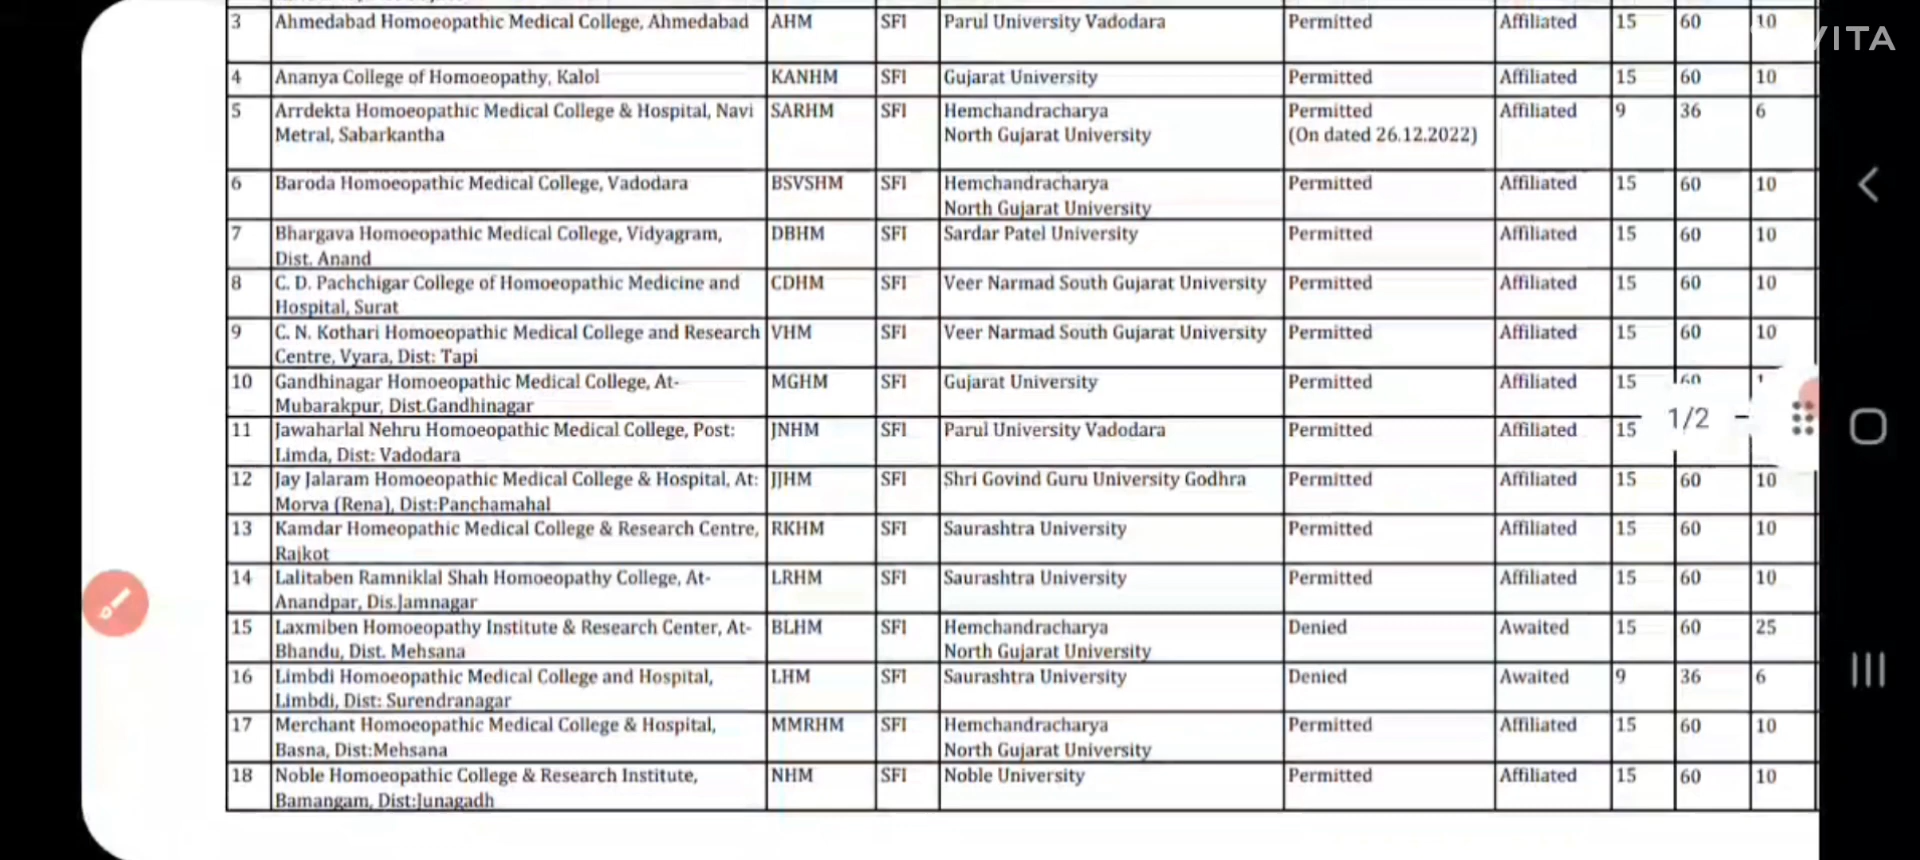 3 Ahmedabad Homoeopathic Medical College, Ahmedabad AHM SFI Parul University Vadodara Permitted Affiliated 15 60 10
VITA
4 Ananya College of Homoeopathy, Kalol KANHM SFI Gujarat University Permitted Affiliated 15 60 10
5 Arrdekta Homoeopathic Medical College & Hospital, Navi SARHM SFI Hemchandracharya Permitted Affiliated 9 36 6
Metral, Sabarkantha North Gujarat University (On dated 26.12.2022)
6 Baroda Homoeopathic Medical College, Vadodara BSVSHM SFI Hemchandracharya Permitted Affiliated 15 60 10
North Gujarat University
7 Bhargava Homoeopathic Medical College, Vidyagram, DBHM SFI Sardar Patel University Permitted Affiliated 15 60 10
Dist. Anand
8 C. D. Pachchigar College of Homoeopathic Medicine and CDHM SFI Veer Narmad South Gujarat University Permitted Affiliated 15 60 10
Hospital, Surat
9 C. N. Kothari Homoeopathic Medical College and Research VHM SFI Veer Narmad South Gujarat University Permitted Affiliated 15 60 10
Centre, Vyara, Dist: Tapi
10 Gandhinagar Homoeopathic Medical College, At- MGHM SFI Gujarat University Permitted Affiliated 15
Mubarakpur, Dist.Gandhinagar
1/2
11 Jawaharlal Nehru Homoeopathic Medical College, Post: JNHM SFI Parul University Vadodara Permitted Affiliated 15
Limda, Dist: Vadodara
12 Jay Jalaram Homoeopathic Medical College & Hospital, At: JJHM SFI Shri Govind Guru University Godhra Permitted Affiliated 15 60 10
Morva (Rena), Dist:Panchamahal
13 Kamdar Homeopathic Medical College & Research Centre, RKHM SFI Saurashtra University Permitted Affiliated 15 60 10
Rajkot
14 Lalitaben Ramniklal Shah Homoeopathy College, At- LRHM SFI Saurashtra University Permitted Affiliated 15 60 10
Anandpar, Dis.Jamnagar
15 Laxmiben Homoeopathy Institute & Research Center, At- BLHM SFI Hemchandracharya Denied Awaited 15 60 25
Bhandu, Dist. Mehsana North Gujarat University
16 Limbdi Homoeopathic Medical College and Hospital, LHM SFI Saurashtra University Denied Awaited 9 36 6
Limbdi, Dist: Surendranagar
17 Merchant Homoeopathic Medical College & Hospital, MMRHM SFI Hemchandracharya Permitted Affiliated 15 60 10
Basna, Dist:Mehsana North Gujarat University
18 Noble Homoeopathic College & Research Institute, NHM SFI Noble University Permitted Affiliated 15 60 10
Bamangam, Dist:Junagadh